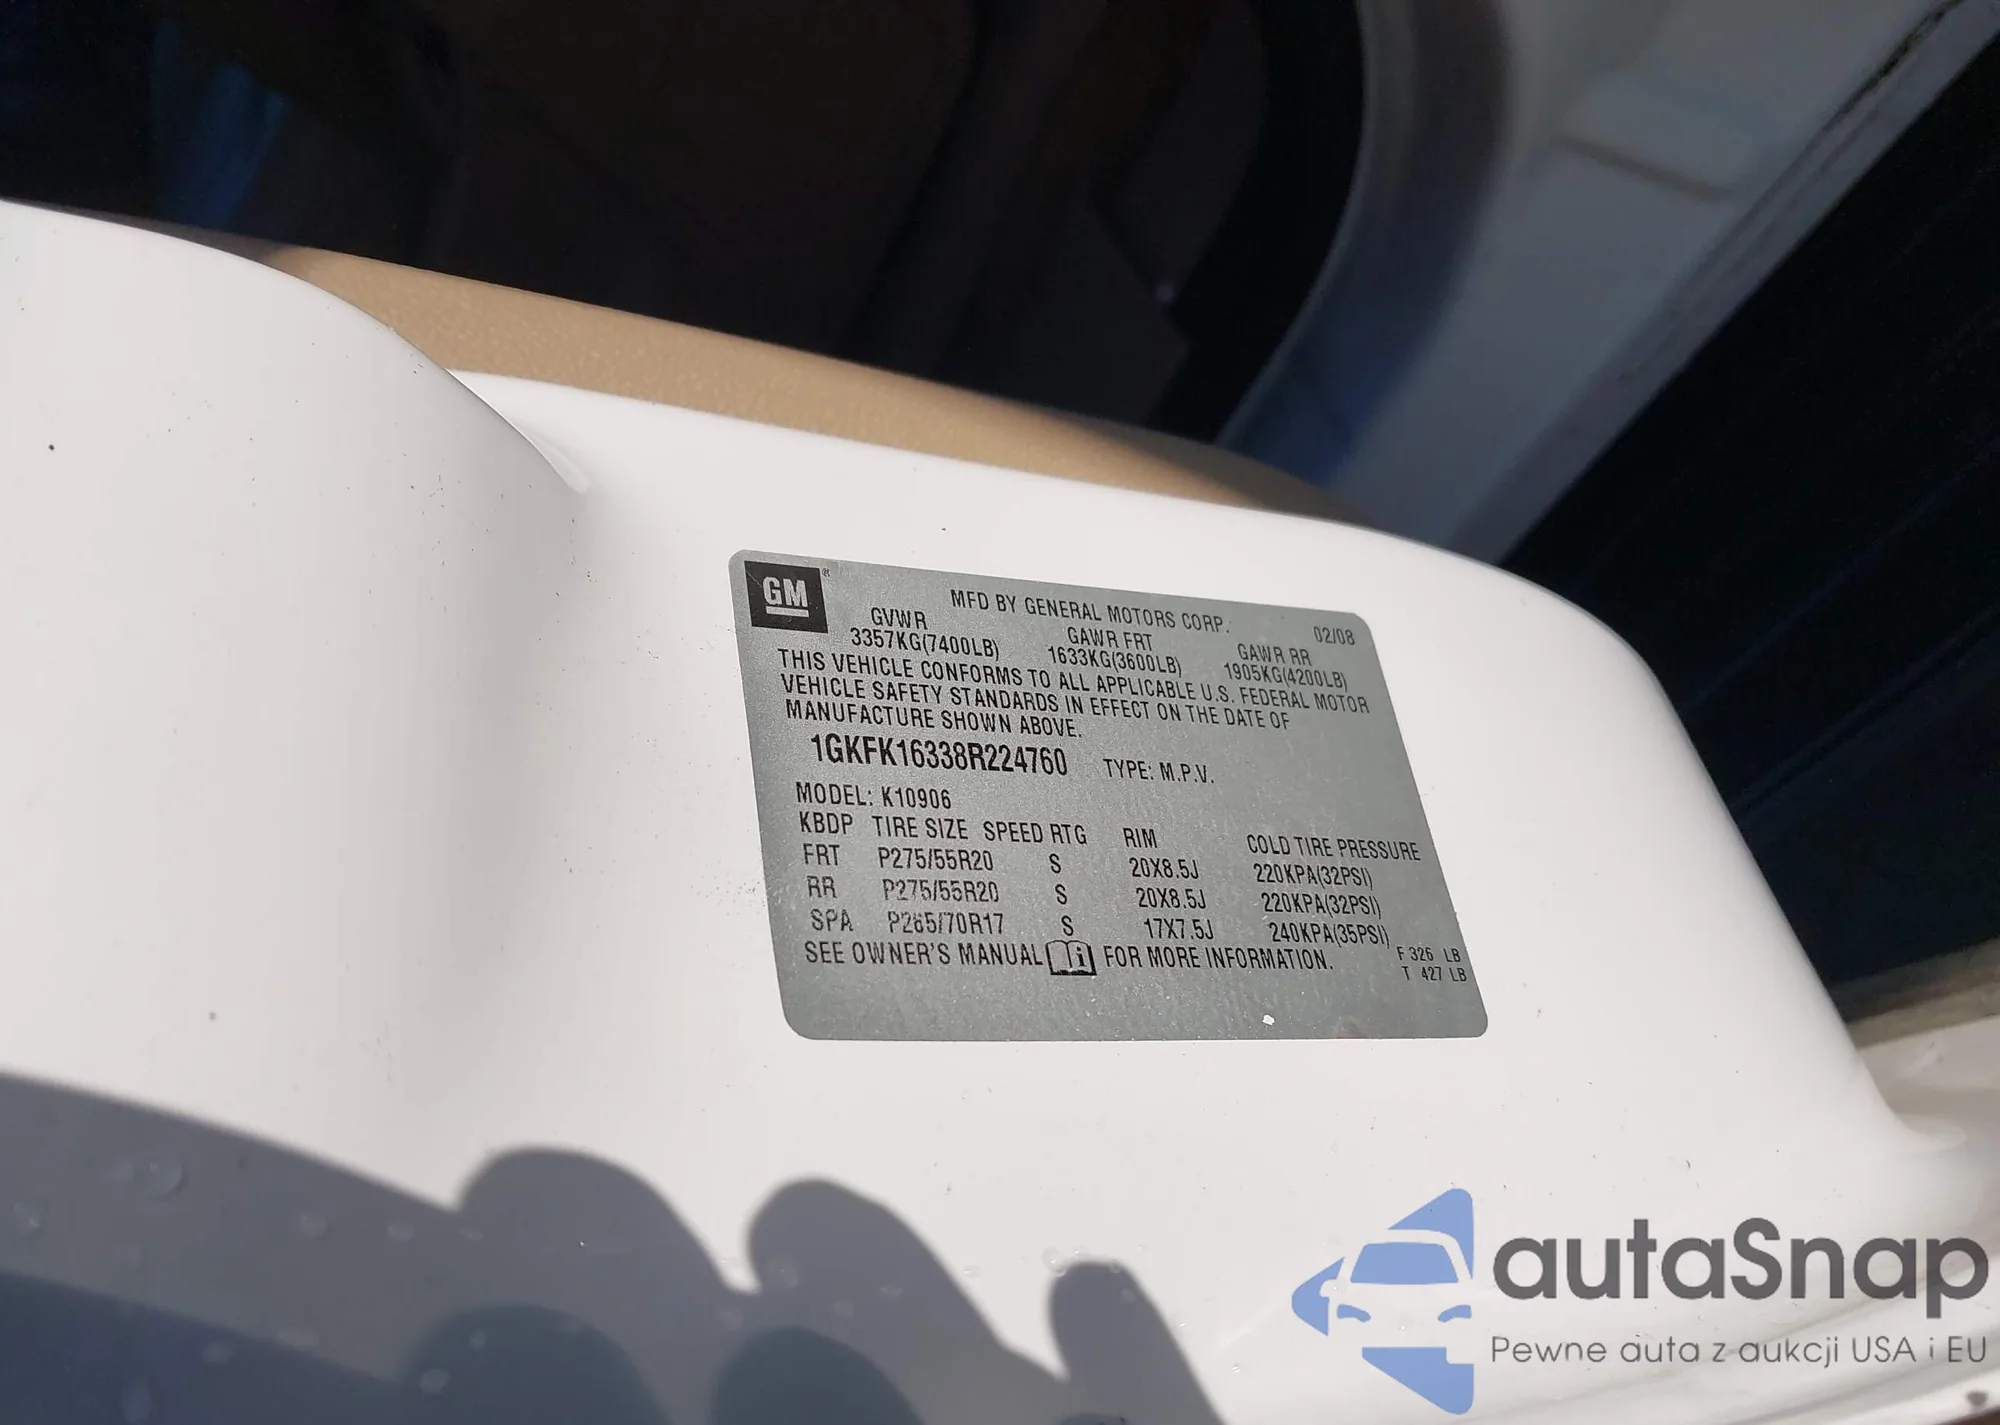 GM®
MFD BY GENERAL MOTORS CORP. 02/08
GVWR GAWR FRT GAWR RR
3357KG(7400LB) 1633KG(3600LB) 1905KG(4200LB)
THIS VEHICLE CONFORMS TO ALL APPLICABLE U.S. FEDERAL MOTOR
VEHICLE SAFETY STANDARDS IN EFFECT ON THE DATE OF
MANUFACTURE SHOWN ABOVE.
1GKFK16338R224760 TYPE: M.P.V.
MODEL: K10906
KBDP TIRE SIZE SPEED RTG RIM COLD TIRE PRESSURE
FRT P275/55R20 S 20X8.5J 220KPA(32PSI)
RR P275/55R20 S 20X8.5J 220KPA(32PSI)
SPA P265/70R17 S 17X7.5J 240KPA(35PSI)
SEE OWNER'S MANUAL i FOR MORE INFORMATION.
F 326 LB
T 427 LB
autaSnap
Pewne auta z aukcji USA i EU